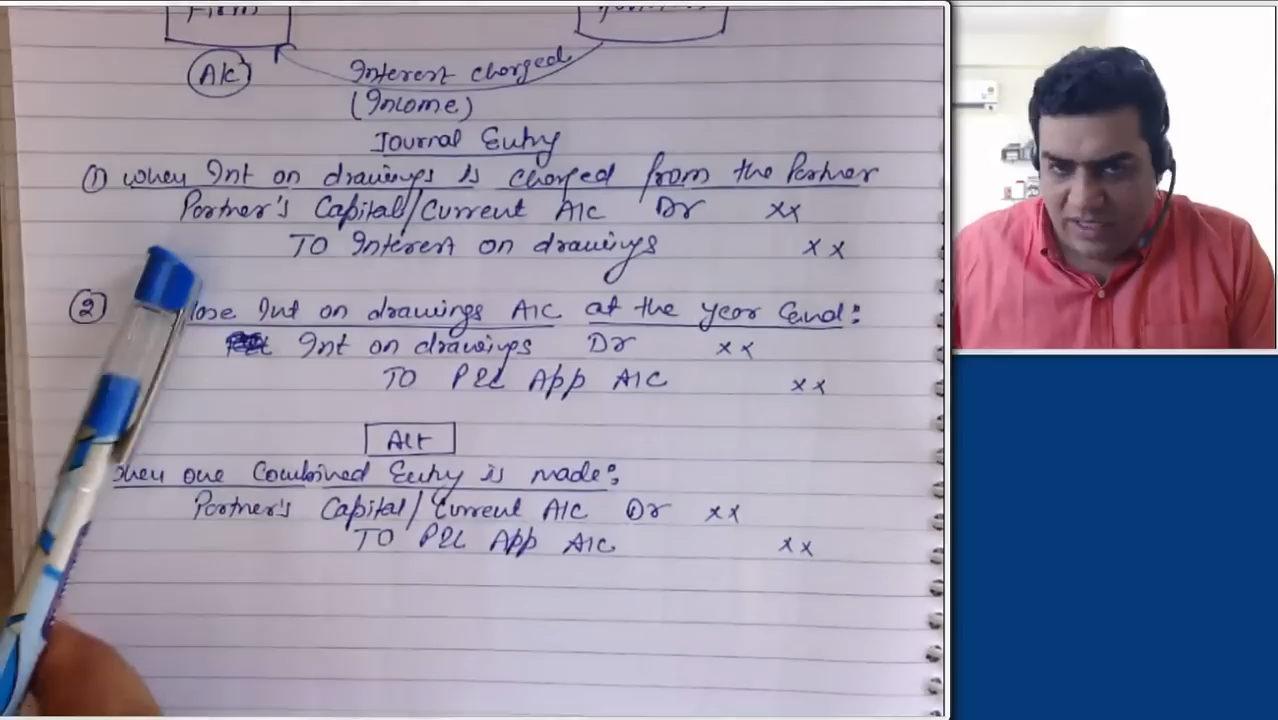 Firm
A/c
Interest charged
(Income)
Journal Entry
① When Int on drawings is charged from the Partner
Partner's Capital/Current A/c Dr xx
TO Interest on drawings xx
② lose Int on drawings A/c at the year end:
Int on drawings Dr xx
TO P&L App A/c xx
Alt
When one Combined Entry is made:
Partner's Capital/Current A/c Dr xx
TO P&L App A/c xx